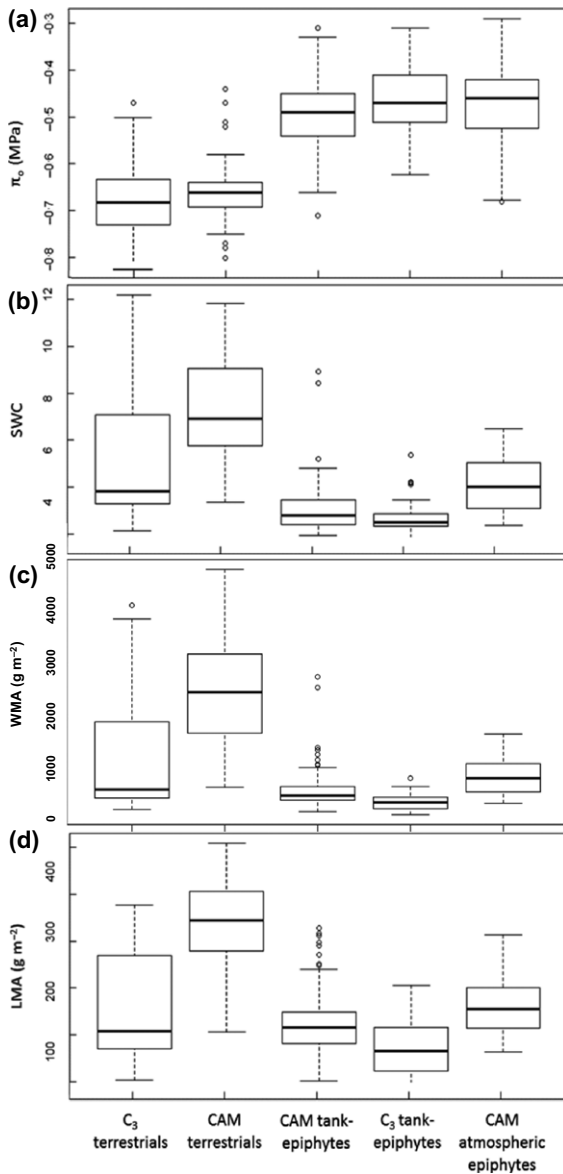 (a)
πₒ (MPa)
-0·3
-0·4
-0·5
-0·6
-0·7
-0·8
(b)
SWC
12
10
8
6
4
(c)
WMA (g m⁻²)
5000
4000
3000
2000
1000
0
(d)
LMA (g m⁻²)
400
300
200
100
C₃ terrestrials
CAM terrestrials
CAM tank-epiphytes
C₃ tank-epiphytes
CAM atmospheric epiphytes